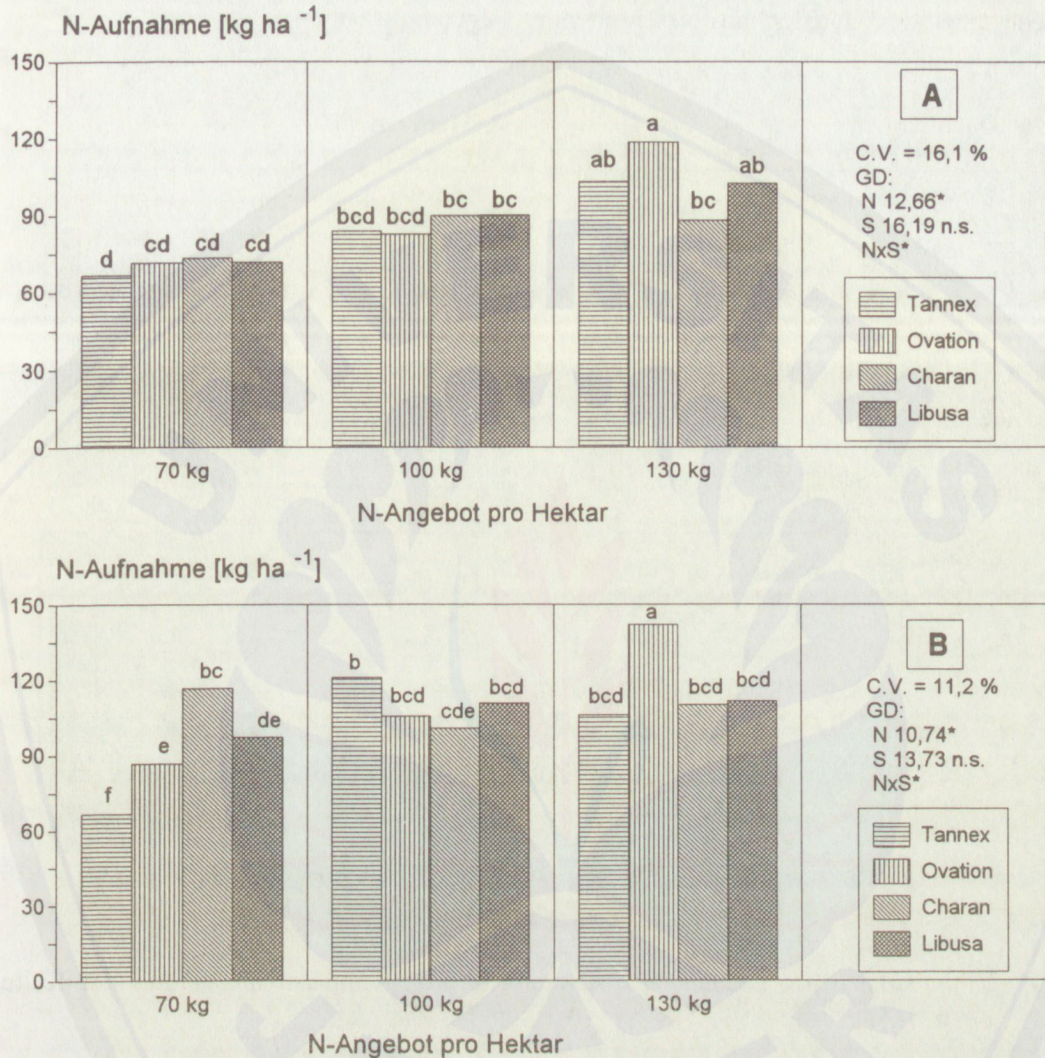 N-Aufnahme [kg ha -1]
150
120
90
60
30
0
d cd cd cd
bcd bcd bc bc
ab a bc ab
70 kg 100 kg 130 kg
N-Angebot pro Hektar
A
C.V. = 16,1 %
GD:
N 12,66*
S 16,19 n.s.
NxS*
Tannex
Ovation
Charan
Libusa
N-Aufnahme [kg ha -1]
150
120
90
60
30
0
f e bc de
b bcd cde bcd
bcd a bcd bcd
70 kg 100 kg 130 kg
N-Angebot pro Hektar
B
C.V. = 11,2 %
GD:
N 10,74*
S 13,73 n.s.
NxS*
Tannex
Ovation
Charan
Libusa